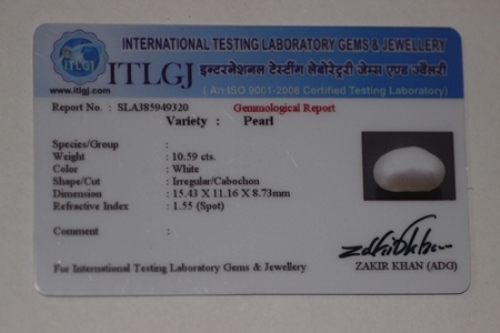 INTERNATIONAL TESTING LABORATORY GEMS & JEWELLERY
ITLGJ
ITLGJ इन्टरनेशनल टेस्टींग लेबोरेट्री जेम्स एण्ड ज्वैलरी
www.itlgj.com
( An ISO 9001-2008 Certified Testing Laboratory)
Report No. : SLA385949320 Gemmological Report
Variety : Pearl
Species/Group :
Weight : 10.59 cts.
Color : White
Shape/Cut : Irregular/Cabochon
Dimension : 15.43 X 11.16 X 8.73mm
Refractive Index : 1.55 (Spot)
Comment :
zakirkhan
For International Testing Laboratory Gems & Jewellery ZAKIR KHAN (ADG)